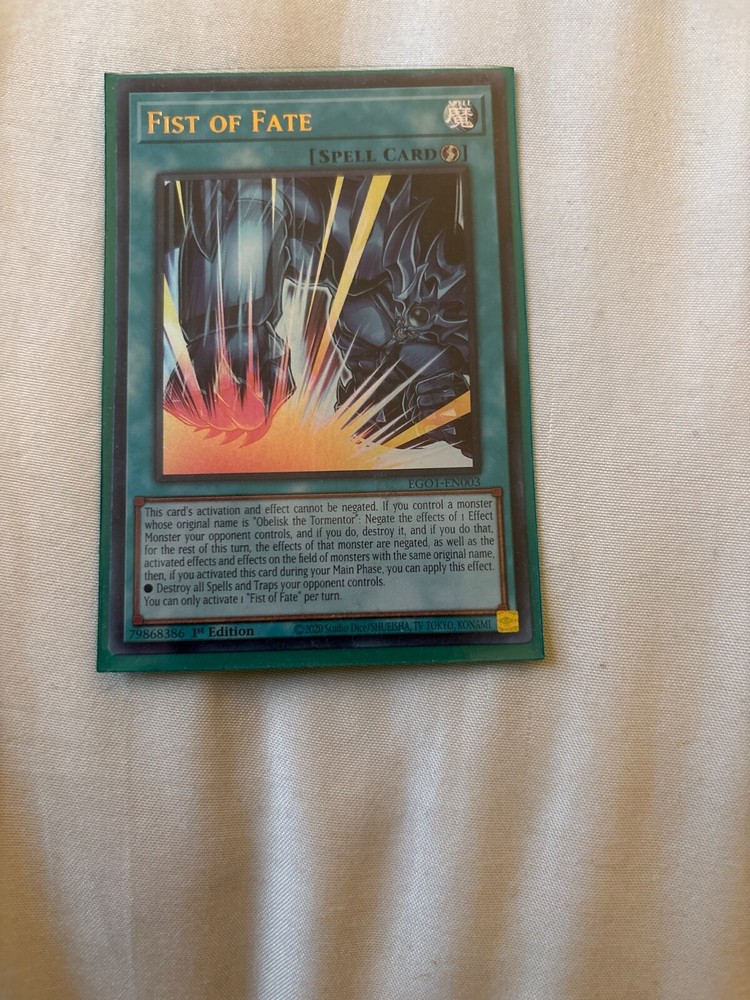 FIST OF FATE
SPELL
魔
[SPELL CARD]
EGO1-EN003
This card's activation and effect cannot be negated. If you control a monster
whose original name is "Obelisk the Tormentor": Negate the effects of 1 Effect
Monster your opponent controls, and if you do, destroy it, and if you do that,
for the rest of this turn, the effects of that monster are negated, as well as the
activated effects and effects on the field of monsters with the same original name,
then, if you activated this card during your Main Phase, you can apply this effect.
● Destroy all Spells and Traps your opponent controls.
You can only activate 1 "Fist of Fate" per turn.
79868386 1st Edition
©2020 Studio Dice/SHUEISHA, TV TOKYO, KONAMI